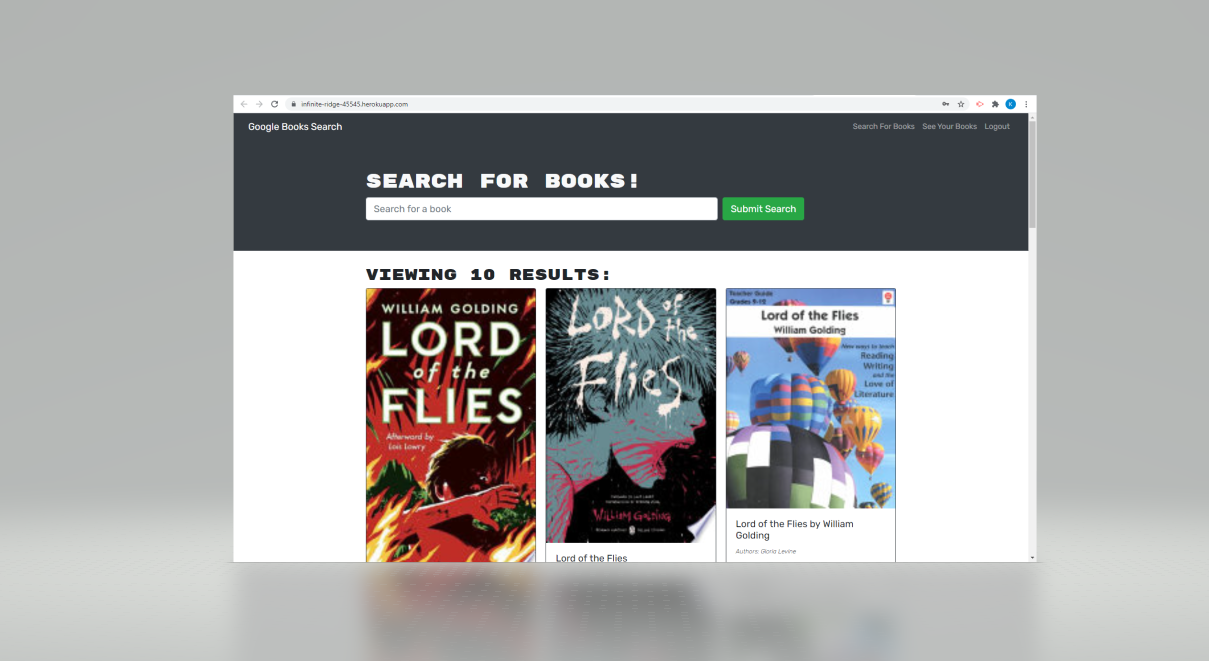 infinite-ridge-45545.herokuapp.com
K
Google Books Search
Search For Books See Your Books Logout
SEARCH FOR BOOKS!
Search for a book
Submit Search
VIEWING 10 RESULTS:
WILLIAM GOLDING
LORD
of the
FLIES
Afterword by
Lois Lowry
LORD of
the
Flies
William Golding
Lord of the Flies
Teacher Guide
Grades 9-12
Lord of the Flies
William Golding
New ways to teach
Reading
Writing
and the
Love of
Literature
Lord of the Flies by William
Golding
Authors: Gloria Levine